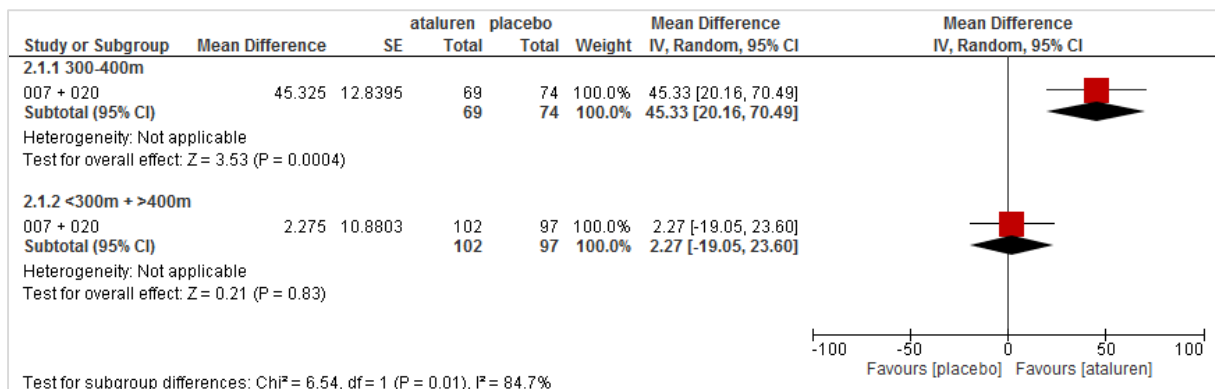 ataluren placebo Mean Difference Mean Difference
Study or Subgroup Mean Difference SE Total Total Weight IV, Random, 95% CI IV, Random, 95% CI
2.1.1 300-400m
007 + 020 45.325 12.8395 69 74 100.0% 45.33 [20.16, 70.49]
Subtotal (95% CI) 69 74 100.0% 45.33 [20.16, 70.49]
Heterogeneity: Not applicable
Test for overall effect: Z = 3.53 (P = 0.0004)
2.1.2 <300m + >400m
007 + 020 2.275 10.8803 102 97 100.0% 2.27 [-19.05, 23.60]
Subtotal (95% CI) 102 97 100.0% 2.27 [-19.05, 23.60]
Heterogeneity: Not applicable
Test for overall effect: Z = 0.21 (P = 0.83)
-100 -50 0 50 100
Favours [placebo] Favours [ataluren]
Test for subgroup differences: Chi² = 6.54, df = 1 (P = 0.01), I² = 84.7%